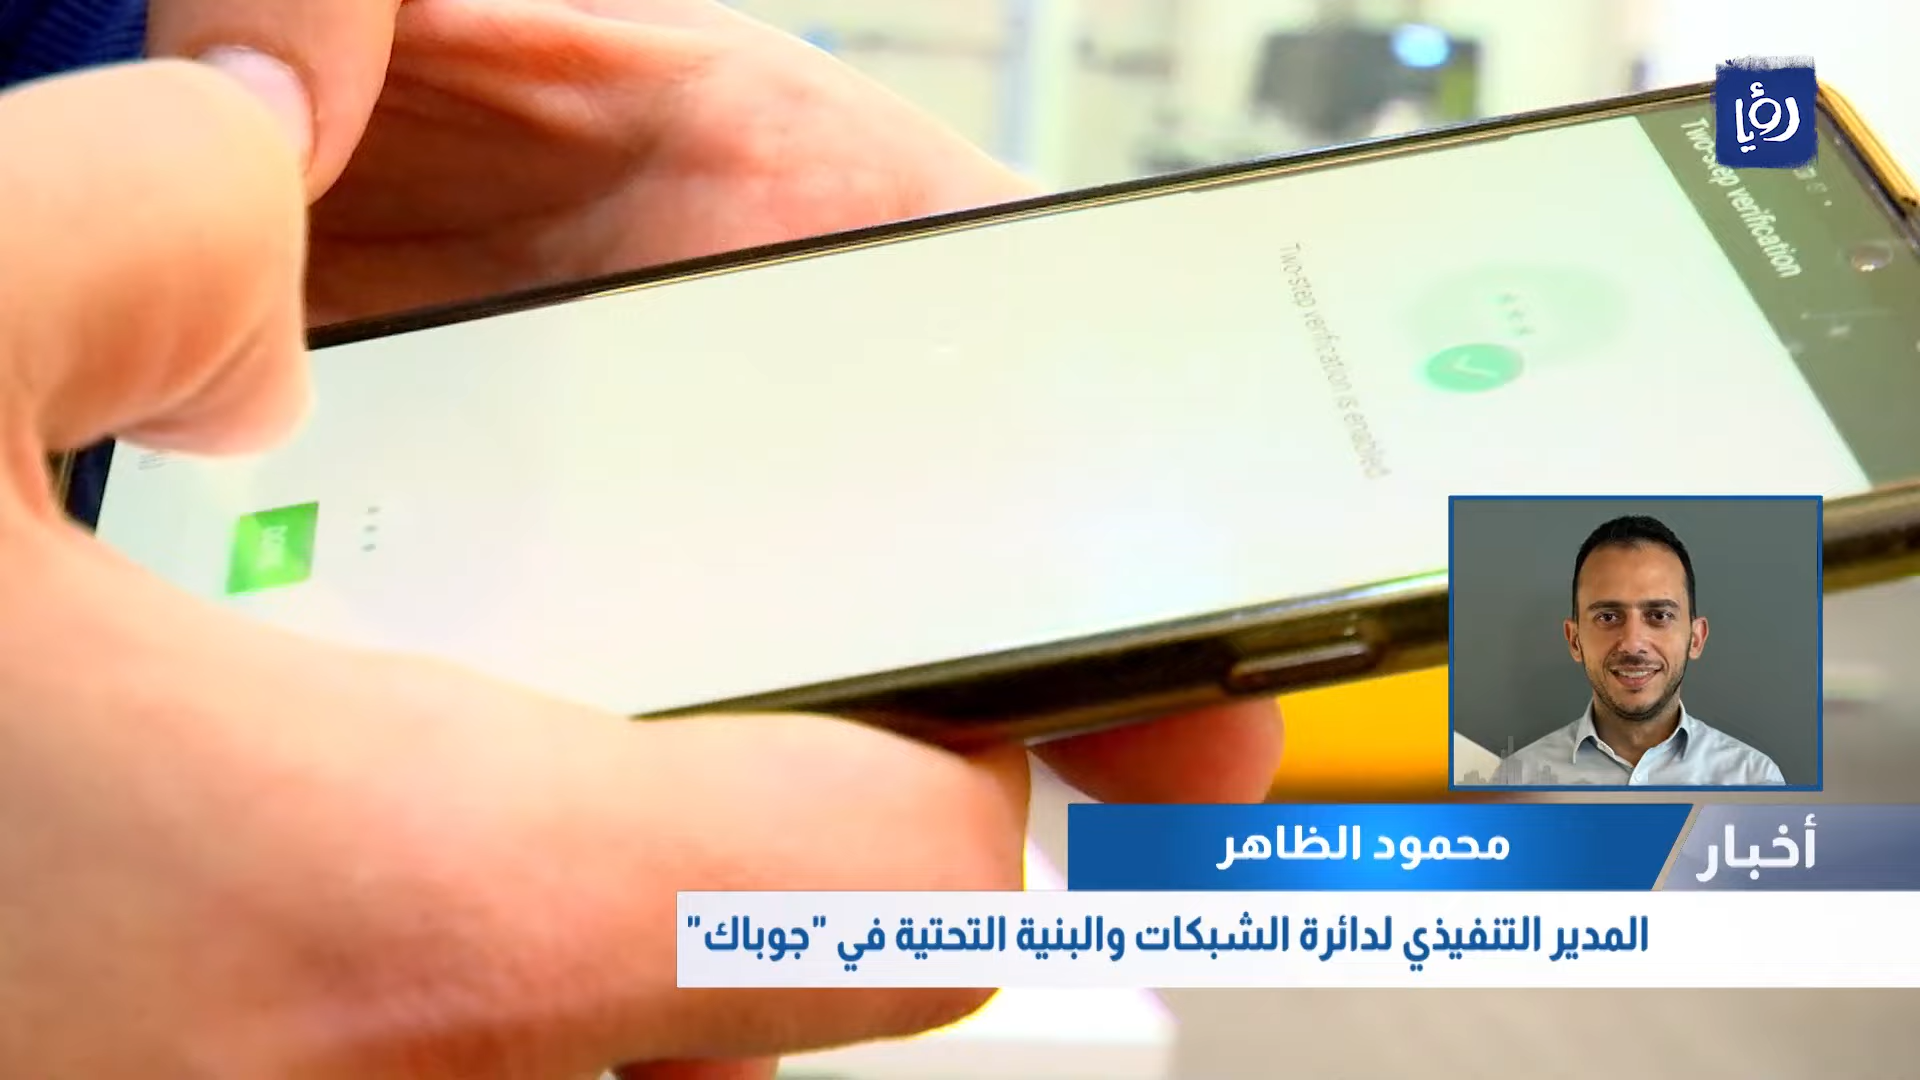 رؤيا
Two-step verification
Two-step verification is enabled
DONE
أخبار
محمود الظاهر
المدير التنفيذي لدائرة الشبكات والبنية التحتية في "جوباك"